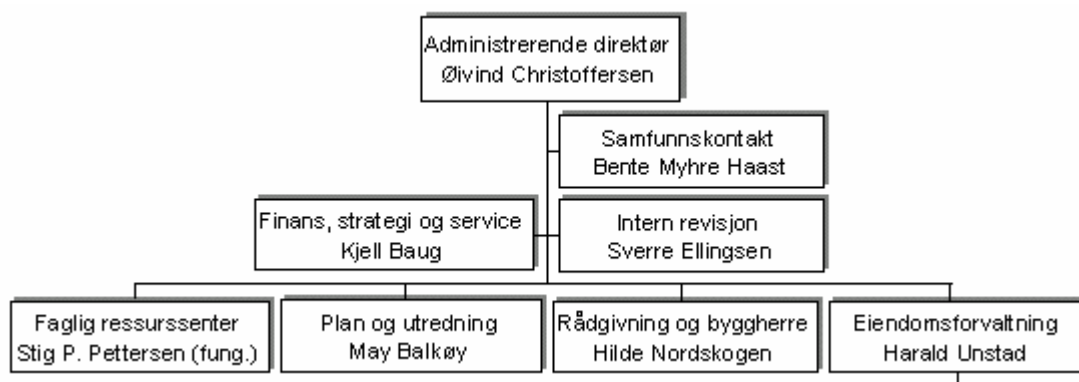 Administrerende direktør
Øivind Christoffersen
Samfunnskontakt
Bente Myhre Haast
Finans, strategi og service
Kjell Baug
Intern revisjon
Sverre Ellingsen
Faglig ressurssenter
Stig P. Pettersen (fung.)
Plan og utredning
May Balkøy
Rådgivning og byggherre
Hilde Nordskogen
Eiendomsforvaltning
Harald Unstad